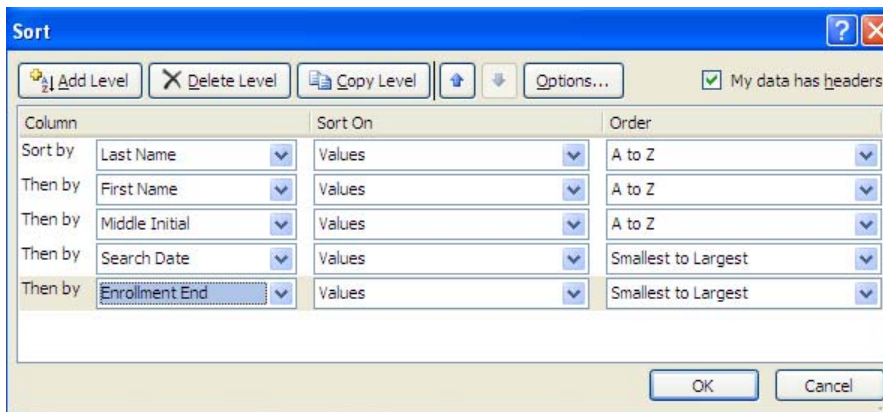 Sort
Add Level Delete Level Copy Level Options... My data has headers
Column Sort On Order
Sort by Last Name Values A to Z
Then by First Name Values A to Z
Then by Middle Initial Values A to Z
Then by Search Date Values Smallest to Largest
Then by Enrollment End Values Smallest to Largest
OK Cancel